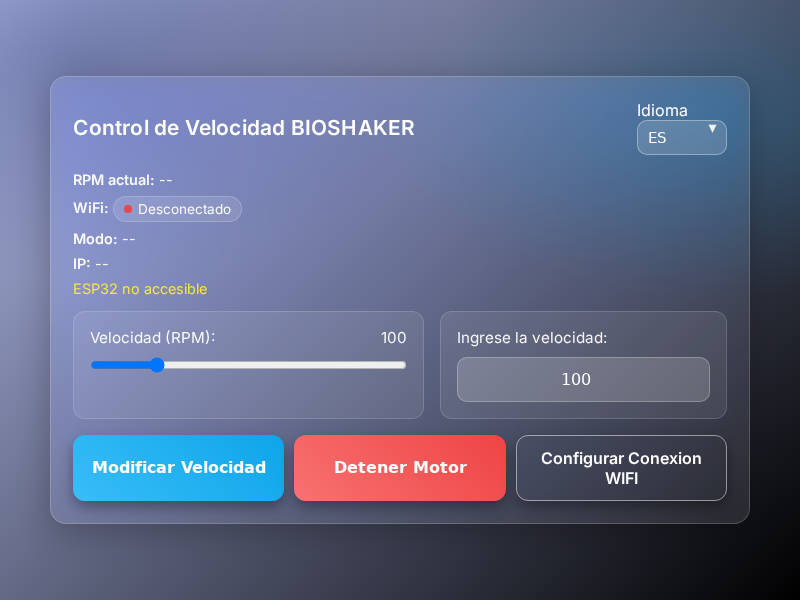 Control de Velocidad BIOSHAKER
Idioma
ES
RPM actual: --
WiFi: Desconectado
Modo: --
IP: --
ESP32 no accesible
Velocidad (RPM): 100
Ingrese la velocidad:
100
Modificar Velocidad
Detener Motor
Configurar Conexion
WIFI